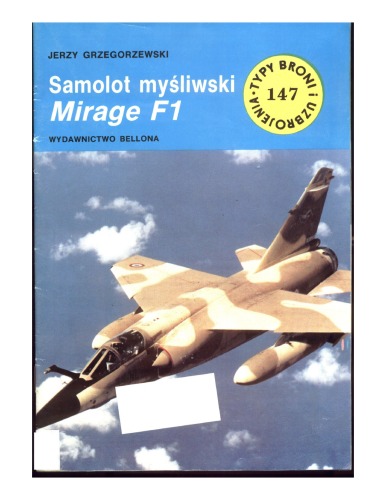 JERZY GRZEGORZEWSKI
Samolot myśliwski
Mirage F1
WYDAWNICTWO BELLONA
TYPY BRONI i UZBROJENIA
147